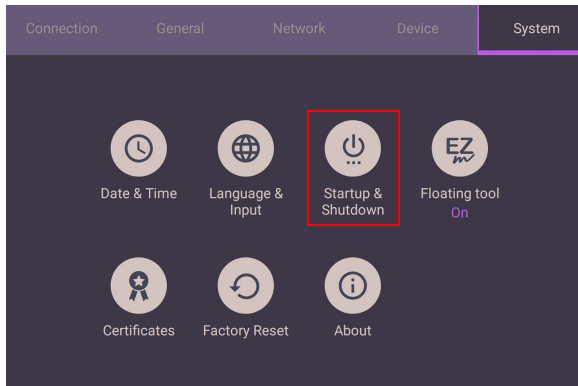 Connection General Network Device System
EZ
Date & Time
Language &
Input
Startup &
Shutdown
Floating tool
On
Certificates
Factory Reset
About